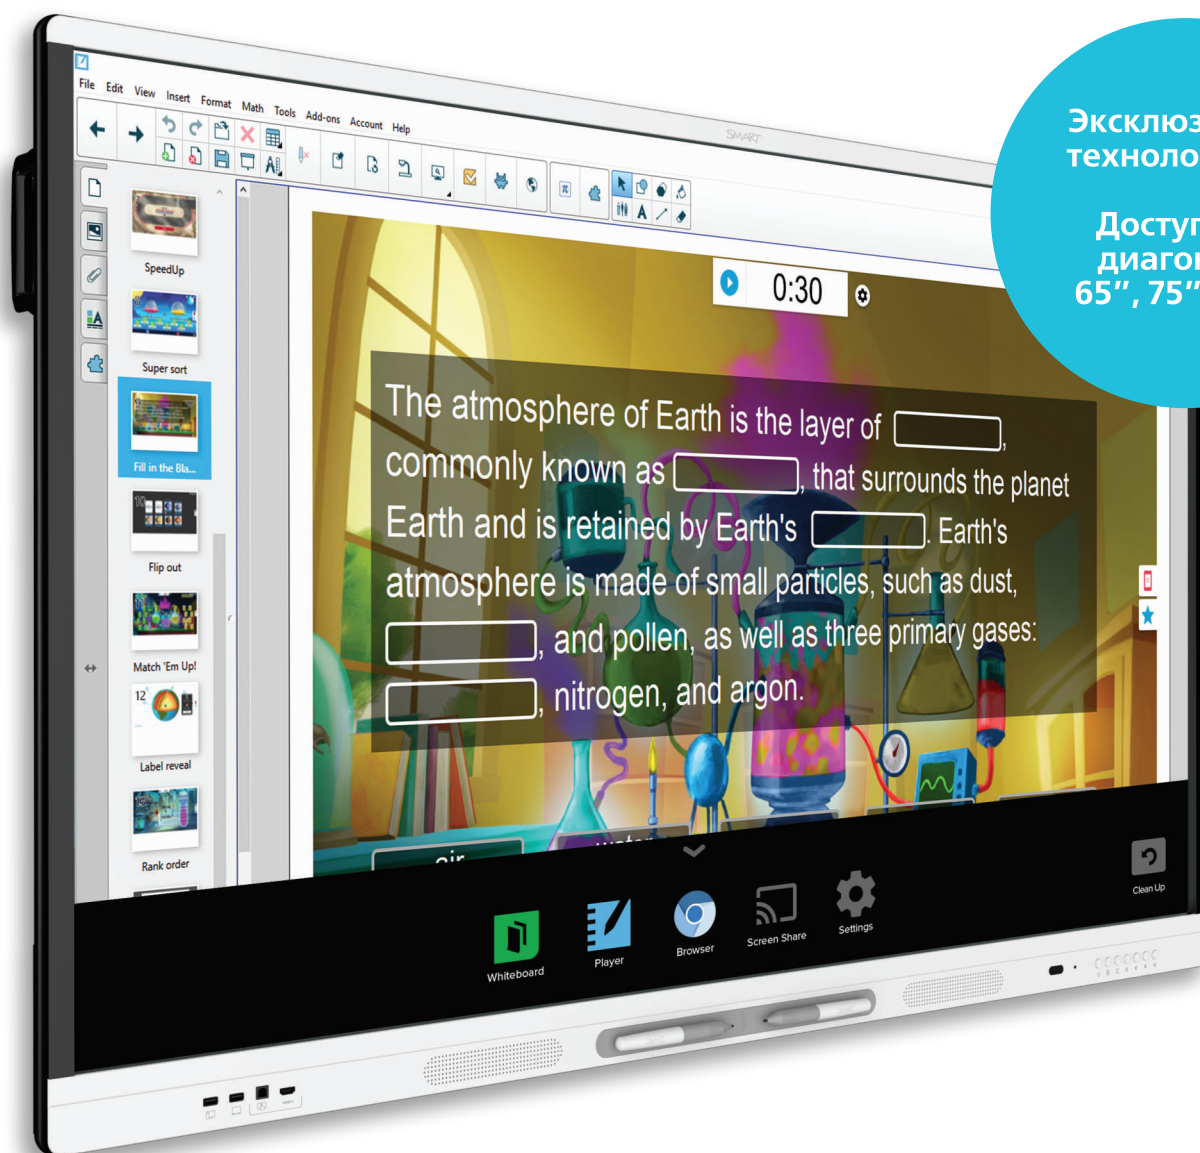 SMART
File Edit View Insert Format Math Tools Add-ons Account Help
SpeedUp
Super sort
Fill in the Bla...
Flip out
Match 'Em Up!
12
Label reveal
Rank order
0:30
The atmosphere of Earth is the layer of ,
commonly known as , that surrounds the planet
Earth and is retained by Earth's . Earth's
atmosphere is made of small particles, such as dust,
, and pollen, as well as three primary gases:
, nitrogen, and argon.
air
Whiteboard
Player
Browser
Screen Share
Settings
Clean Up
65", 75"